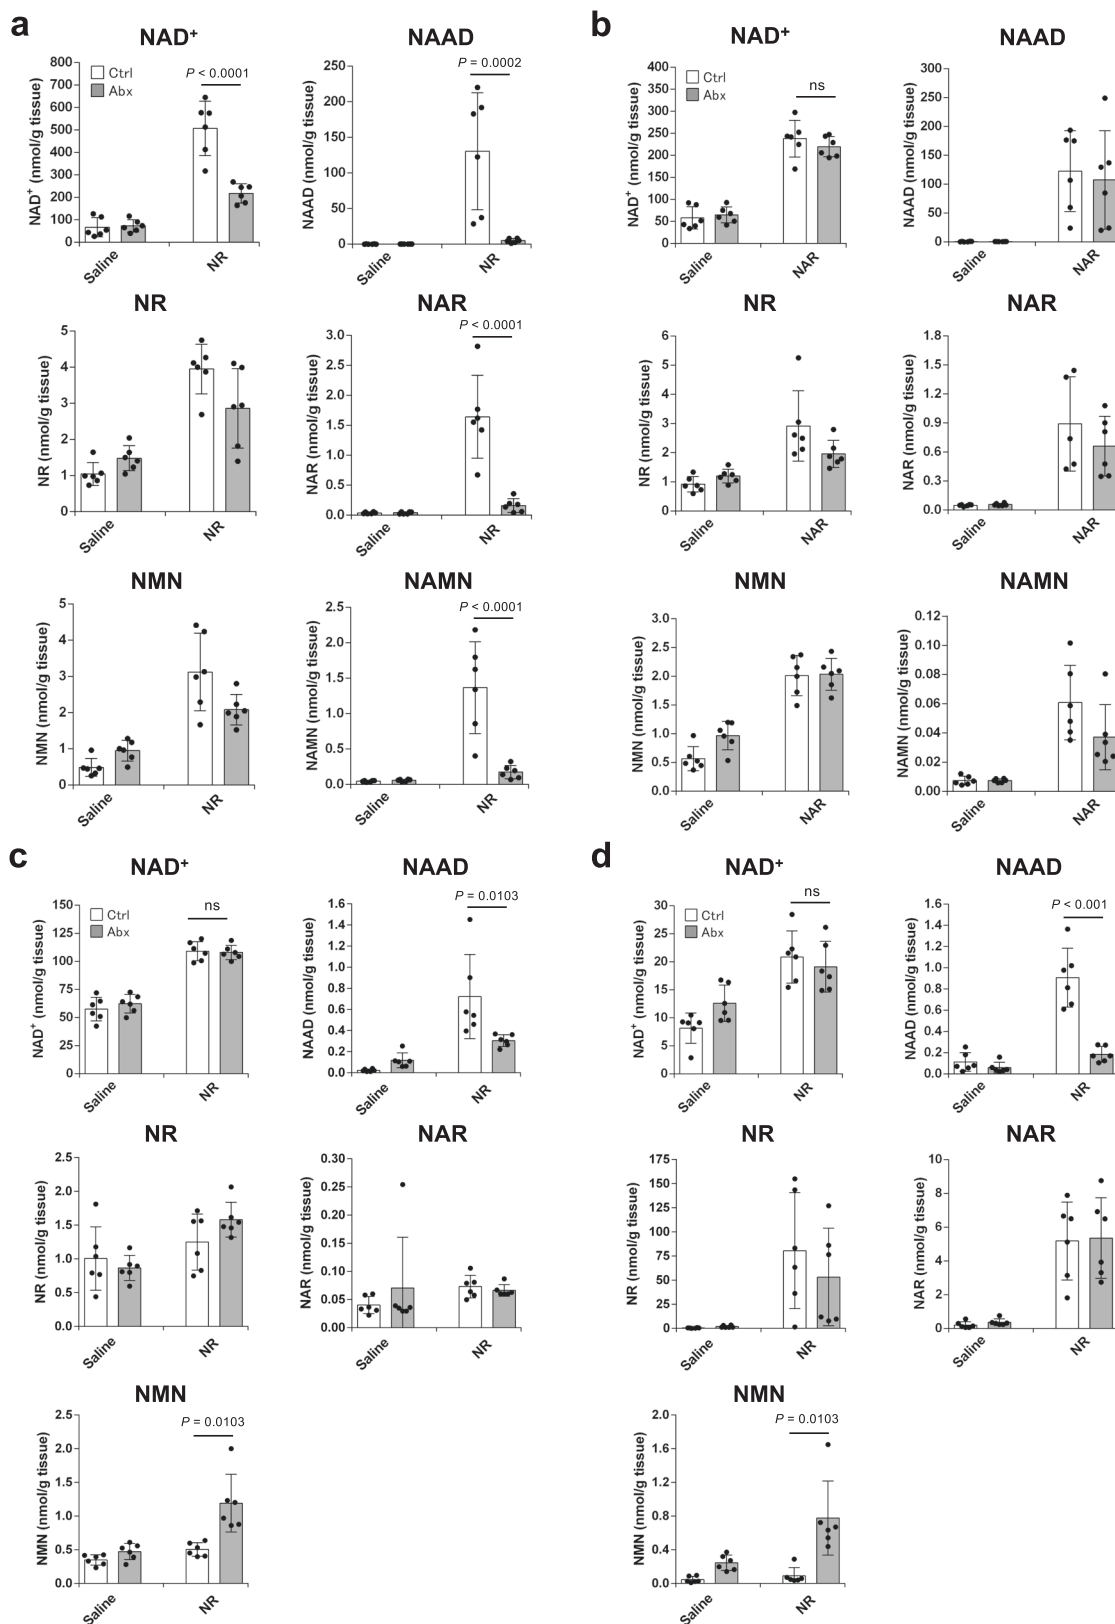 a
NAD+
NAD+ (nmol/g tissue)
800
700
600
500
400
300
200
100
0
Ctrl
Abx
P < 0.0001
Saline
NR
NAAD
NAAD (nmol/g tissue)
250
200
150
100
50
0
P = 0.0002
Saline
NR
NR
NR (nmol/g tissue)
5
4
3
2
1
0
Saline
NR
NAR
NAR (nmol/g tissue)
3.0
2.5
2.0
1.5
1.0
0.5
0.0
P < 0.0001
Saline
NR
NMN
NMN (nmol/g tissue)
5
4
3
2
1
0
Saline
NR
NAMN
NAMN (nmol/g tissue)
2.5
2.0
1.5
1.0
0.5
0.0
P < 0.0001
Saline
NR
b
NAD+
NAD+ (nmol/g tissue)
400
350
300
250
200
150
100
50
0
Ctrl
Abx
ns
Saline
NAR
NAAD
NAAD (nmol/g tissue)
300
250
200
150
100
50
0
Saline
NAR
NR
NR (nmol/g tissue)
6
5
4
3
2
1
0
Saline
NAR
NAR
NAR (nmol/g tissue)
1.8
1.5
1.2
0.9
0.6
0.3
0.0
Saline
NAR
NMN
NMN (nmol/g tissue)
3.0
2.5
2.0
1.5
1.0
0.5
0.0
Saline
NAR
NAMN
NAMN (nmol/g tissue)
0.12
0.10
0.08
0.06
0.04
0.02
0.00
Saline
NAR
c
NAD+
NAD+ (nmol/g tissue)
150
125
100
75
50
25
0
Ctrl
Abx
ns
Saline
NR
NAAD
NAAD (nmol/g tissue)
1.6
1.4
1.2
1.0
0.8
0.6
0.4
0.2
0.0
P = 0.0103
Saline
NR
NR
NR (nmol/g tissue)
2.5
2.0
1.5
1.0
0.5
0.0
Saline
NR
NAR
NAR (nmol/g tissue)
0.30
0.25
0.20
0.15
0.10
0.05
0.00
Saline
NR
NMN
NMN (nmol/g tissue)
2.5
2.0
1.5
1.0
0.5
0.0
P = 0.0103
Saline
NR
d
NAD+
NAD+ (nmol/g tissue)
30
25
20
15
10
5
0
Ctrl
Abx
ns
Saline
NR
NAAD
NAAD (nmol/g tissue)
1.6
1.4
1.2
1.0
0.8
0.6
0.4
0.2
0.0
P < 0.001
Saline
NR
NR
NR (nmol/g tissue)
175
150
125
100
75
50
25
0
Saline
NR
NAR
NAR (nmol/g tissue)
10
8
6
4
2
0
Saline
NR
NMN
NMN (nmol/g tissue)
2.0
1.6
1.2
0.8
0.4
0.0
P = 0.0103
Saline
NR